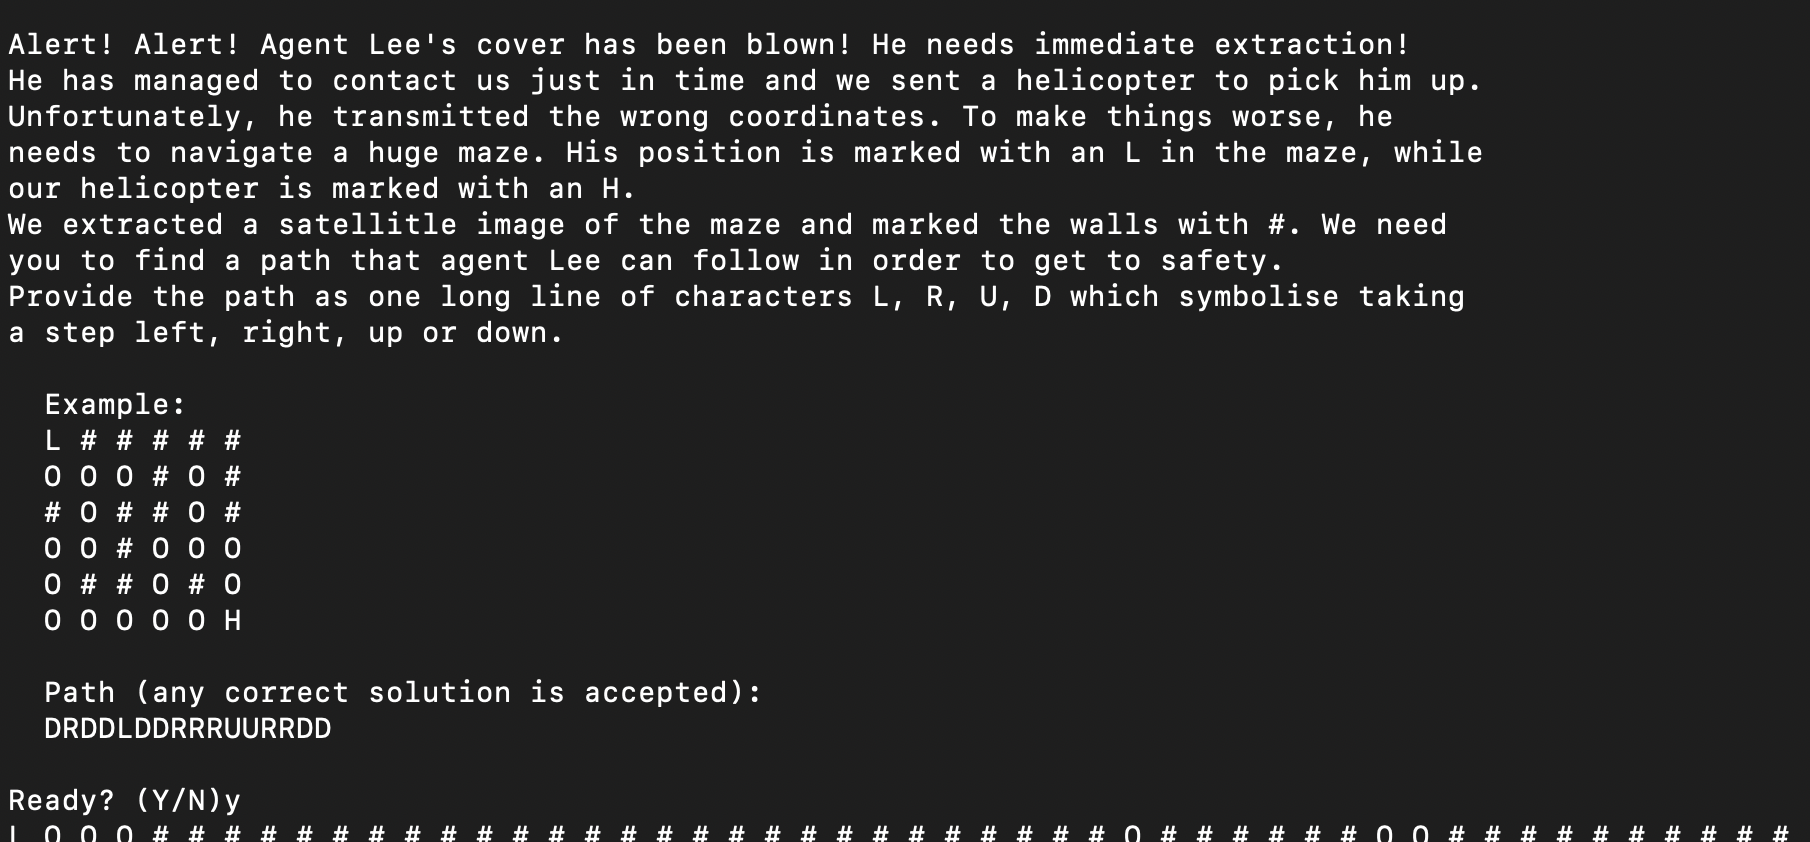 Alert! Alert! Agent Lee's cover has been blown! He needs immediate extraction!
He has managed to contact us just in time and we sent a helicopter to pick him up.
Unfortunately, he transmitted the wrong coordinates. To make things worse, he
needs to navigate a huge maze. His position is marked with an L in the maze, while
our helicopter is marked with an H.
We extracted a satellitle image of the maze and marked the walls with #. We need
you to find a path that agent Lee can follow in order to get to safety.
Provide the path as one long line of characters L, R, U, D which symbolise taking
a step left, right, up or down.
Example:
L # # # # #
O O O # O #
# O # # O #
O O # O O O
O # # O # O
O O O O O H
Path (any correct solution is accepted):
DRDDLDDRRRUURRDD
Ready? (Y/N)y
L O O O # # # # # # # # # # # # # # # # # # # # # # # # # # # O # # # # # # O O # # # # # # # # # #